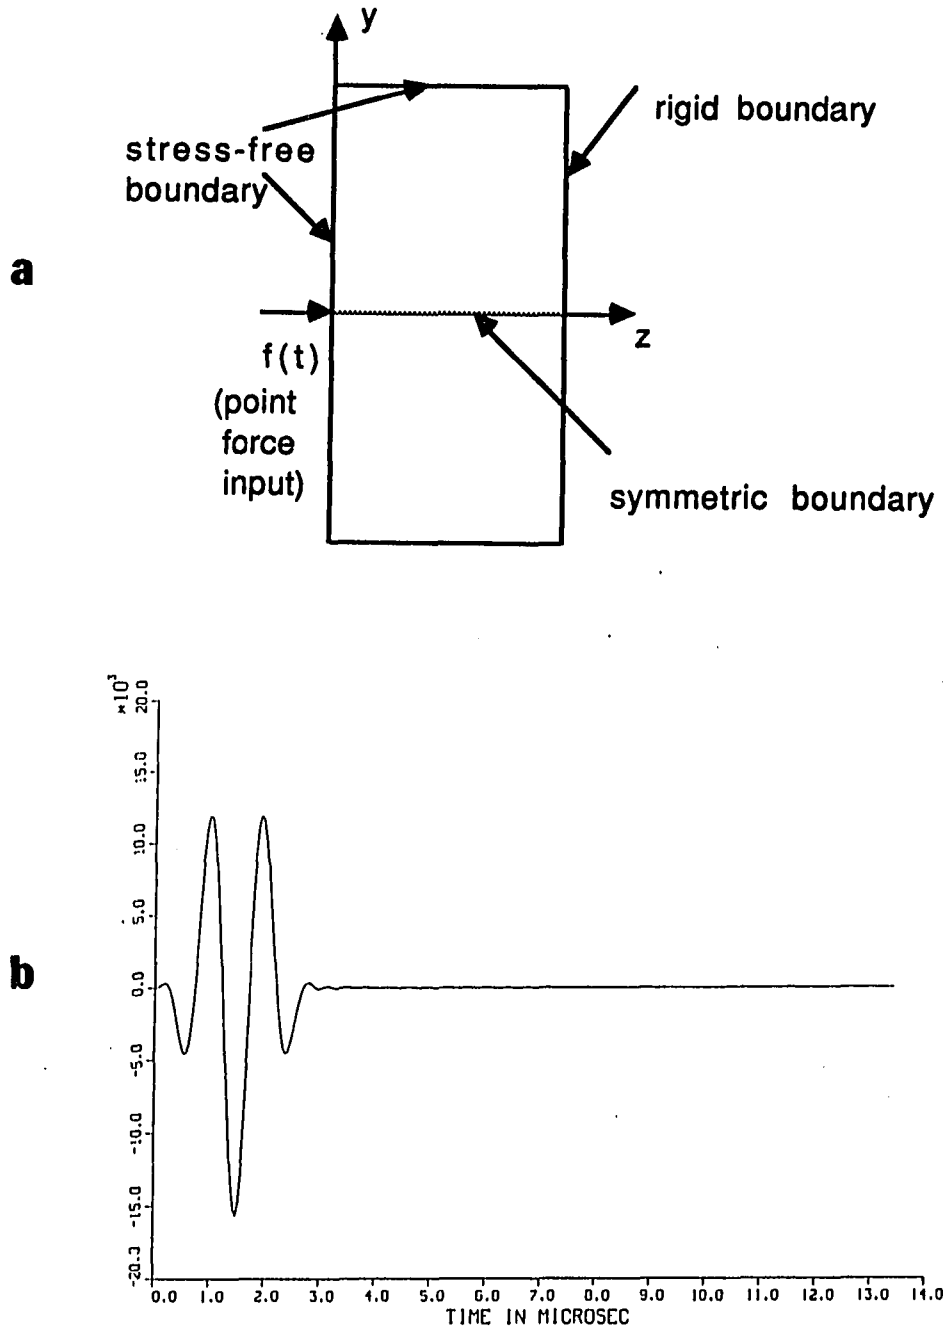 y
rigid boundary
stress-free
boundary
a
z
f(t)
(point
force
input)
symmetric boundary
×10³
20.0
15.0
10.0
5.0
b
0.0
-5.0
-10.0
-15.0
-20.0
0.0 1.0 2.0 3.0 4.0 5.0 6.0 7.0 8.0 9.0 10.0 11.0 12.0 13.0 14.0
TIME IN MICROSEC